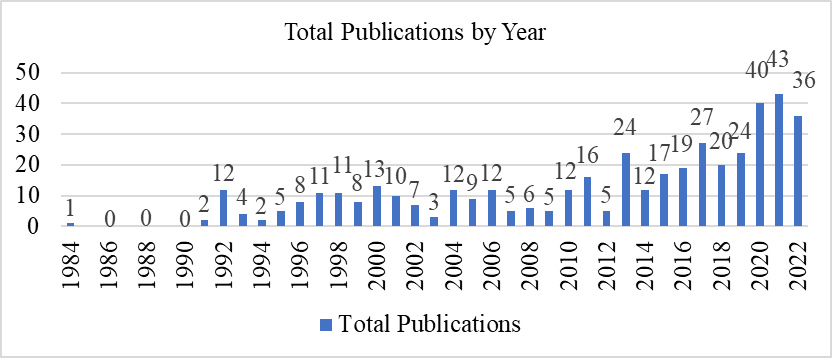 Total Publications by Year
50
40
30
20
10
0
1 0 0 0 2 12 4 2 5 8 11 11 8 13 10 7 3 12 9 12 5 6 5 12 16 5 24 12 17 19 27 20 24 40 43 36
1984 1986 1988 1990 1992 1994 1996 1998 2000 2002 2004 2006 2008 2010 2012 2014 2016 2018 2020 2022
Total Publications